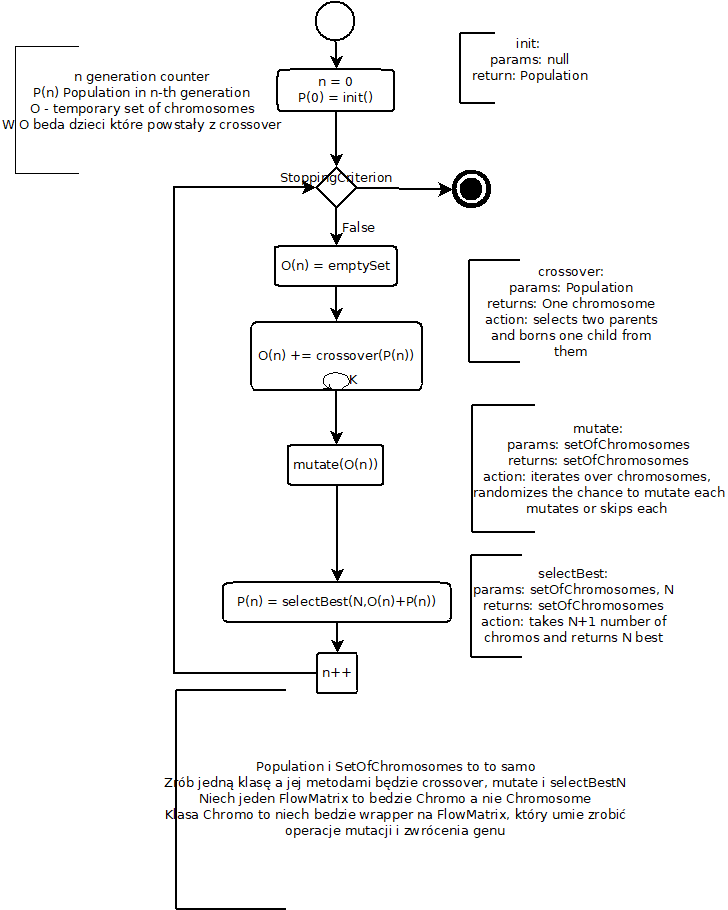 n generation counter
P(n) Population in n-th generation
O - temporary set of chromosomes
W O beda dzieci które powstały z crossover
n = 0
P(0) = init()
init:
params: null
return: Population
StoppingCriterion
False
O(n) = emptySet
O(n) += crossover(P(n))
K
crossover:
params: Population
returns: One chromosome
action: selects two parents
and borns one child from
them
mutate(O(n))
mutate:
params: setOfChromosomes
returns: setOfChromosomes
action: iterates over chromosomes,
randomizes the chance to mutate each
mutates or skips each
P(n) = selectBest(N,O(n)+P(n))
selectBest:
params: setOfChromosomes, N
returns: setOfChromosomes
action: takes N+1 number of
chromos and returns N best
n++
Population i SetOfChromosomes to to samo
Zrób jedną klasę a jej metodami będzie crossover, mutate i selectBestN
Niech jeden FlowMatrix to bedzie Chromo a nie Chromosome
Klasa Chromo to niech bedzie wrapper na FlowMatrix, który umie zrobić
operacje mutacji i zwrócenia genu